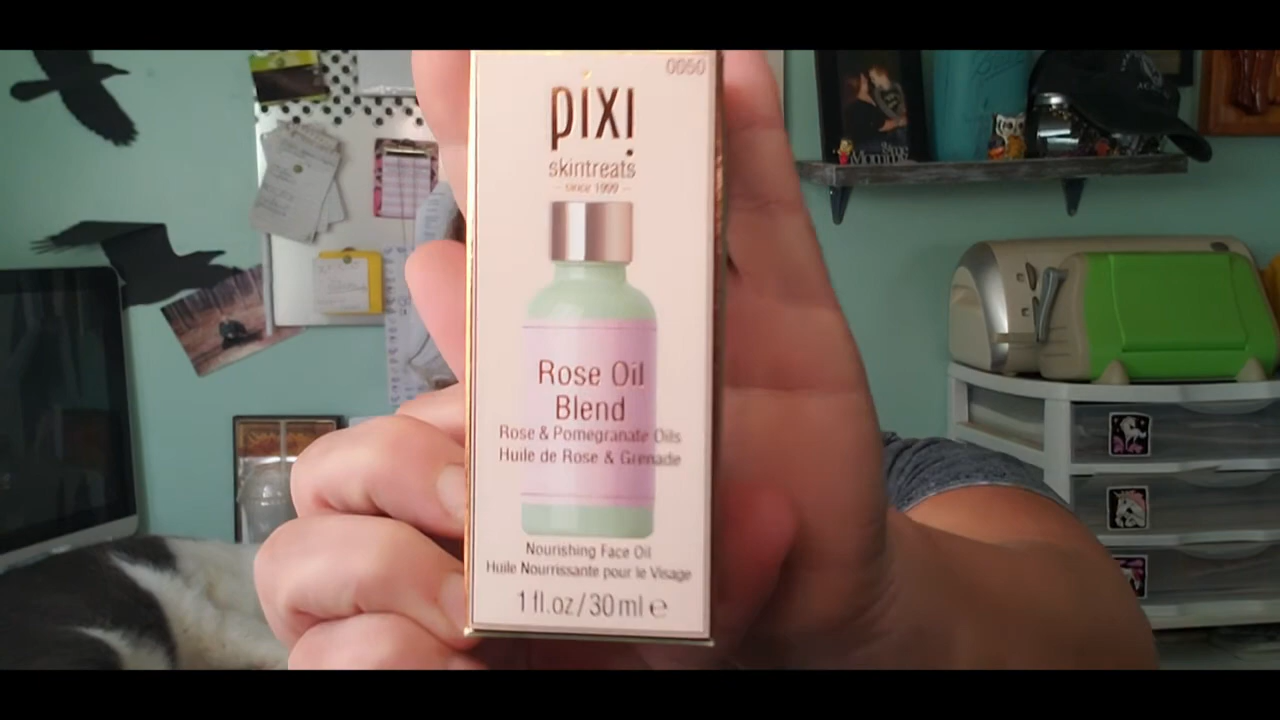 0050
pixi
skintreats
– since 1999 –
Rose Oil
Blend
Rose & Pomegranate Oils
Huile de Rose & Grenade
Nourishing Face Oil
Huile Nourrissante pour le Visage
1 fl.oz/30ml e